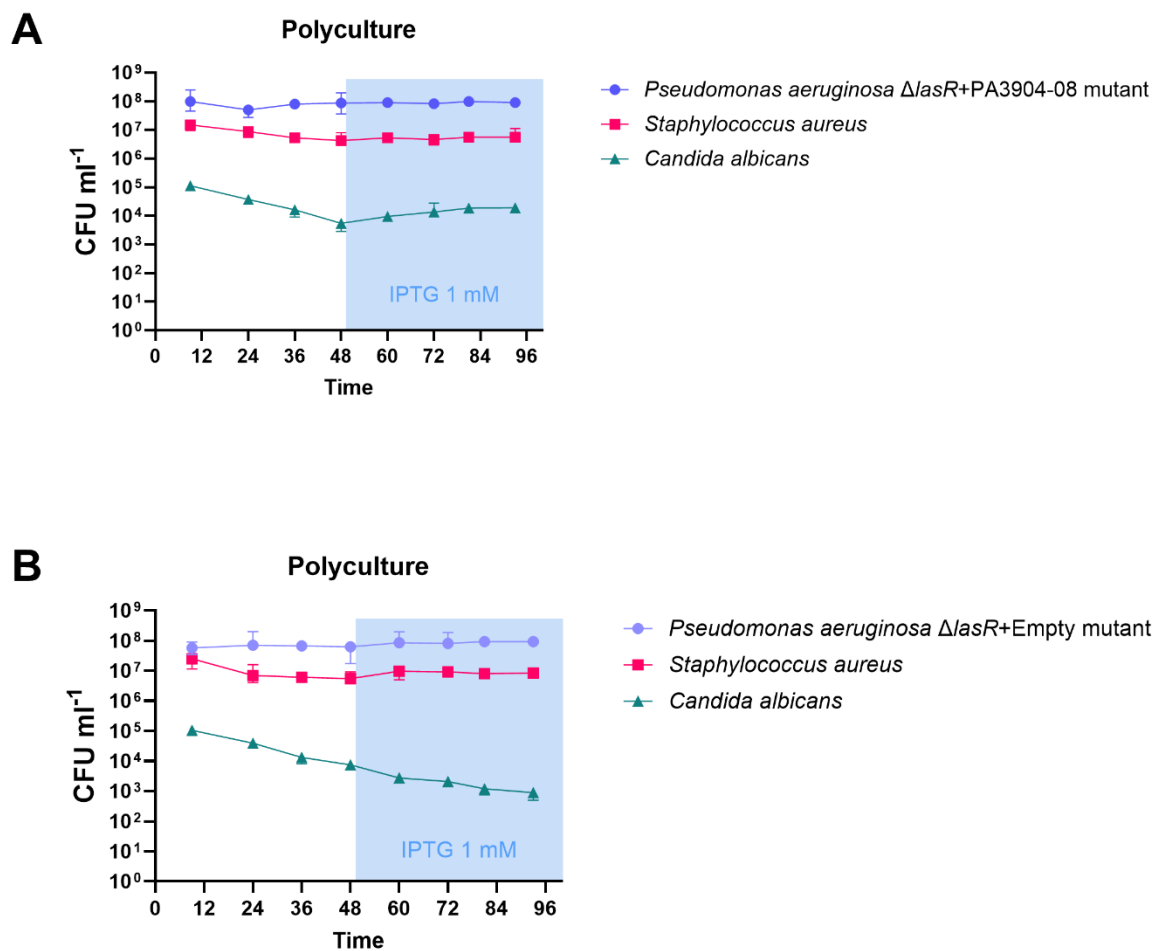 A
Polyculture
CFU ml⁻¹
10⁹
10⁸
10⁷
10⁶
10⁵
10⁴
10³
10²
10¹
10⁰
IPTG 1 mM
0 12 24 36 48 60 72 84 96
Time
Pseudomonas aeruginosa ΔlasR+PA3904-08 mutant
Staphylococcus aureus
Candida albicans
B
Polyculture
CFU ml⁻¹
10⁹
10⁸
10⁷
10⁶
10⁵
10⁴
10³
10²
10¹
10⁰
IPTG 1 mM
0 12 24 36 48 60 72 84 96
Time
Pseudomonas aeruginosa ΔlasR+Empty mutant
Staphylococcus aureus
Candida albicans